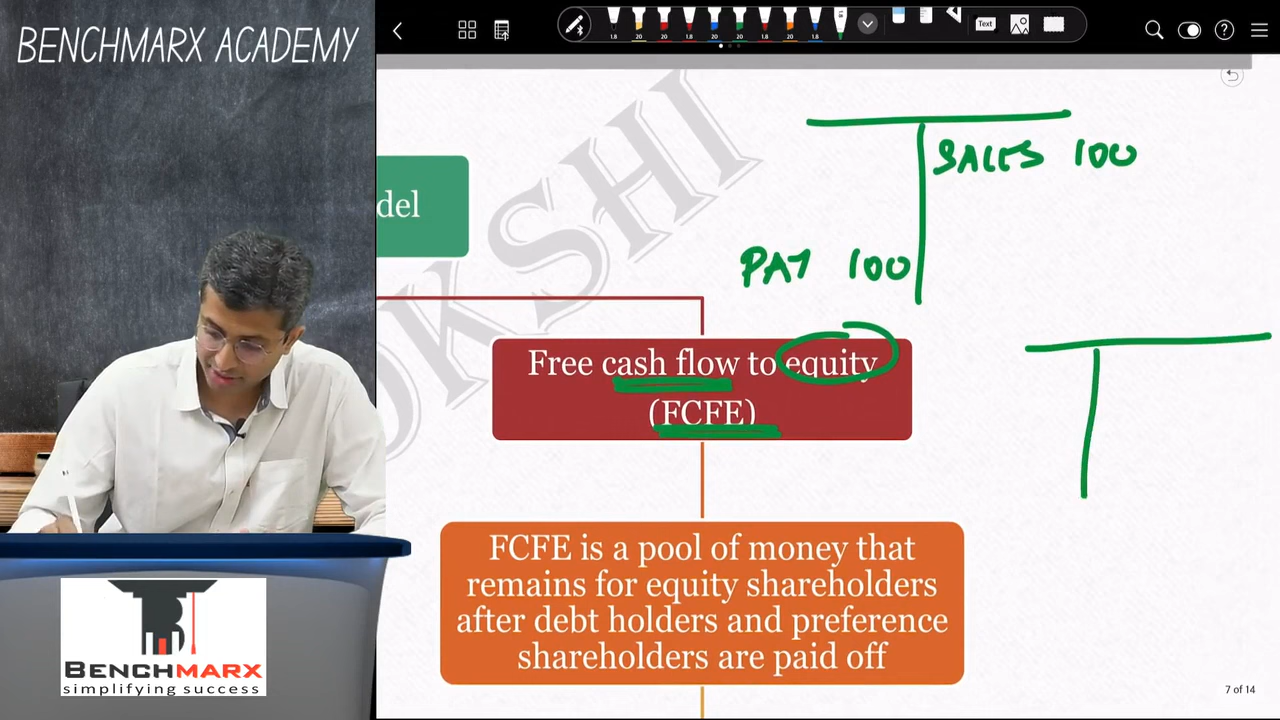 BENCHMARX ACADEMY
Text
SALES 100
del
OKSHI
PAT 100
Free cash flow to equity
(FCFE)
FCFE is a pool of money that
remains for equity shareholders
after debt holders and preference
shareholders are paid off
BENCHMARX
simplifying success
7 of 14